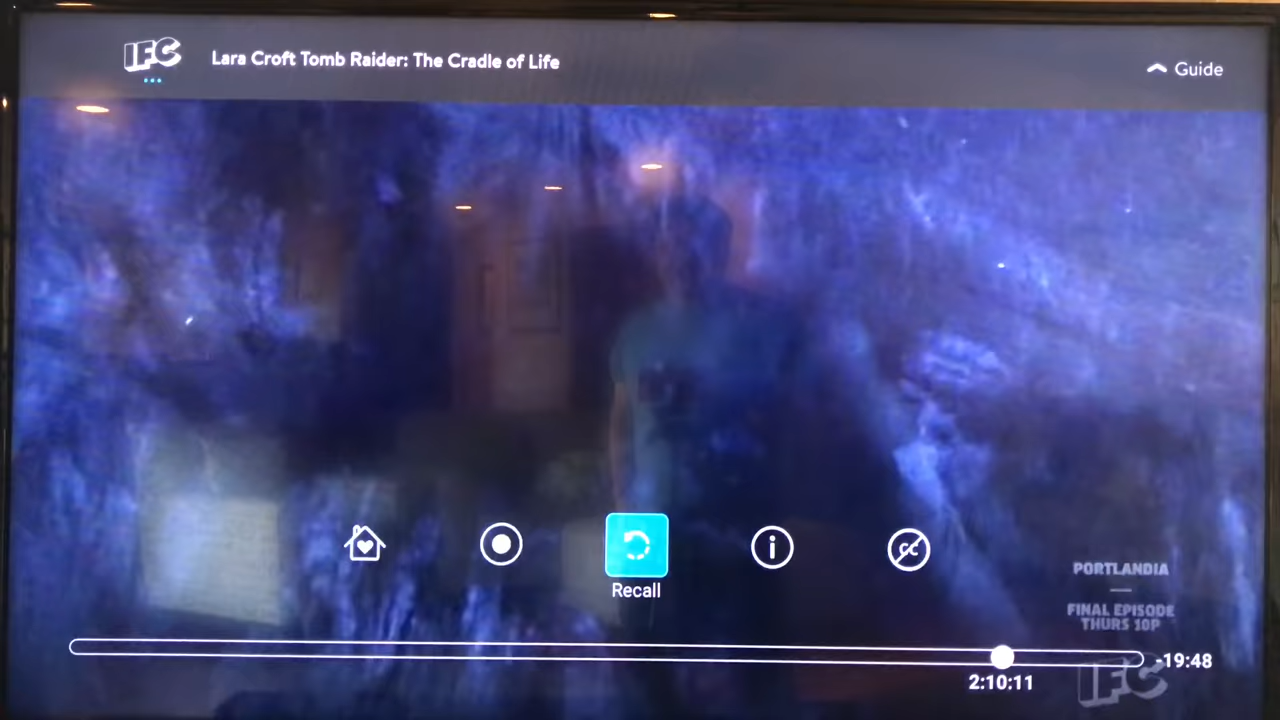 IFC
Lara Croft Tomb Raider: The Cradle of Life
Guide
CC
Recall
PORTLANDIA
FINAL EPISODE
THURS 10P
-19:48
2:10:11
IFC